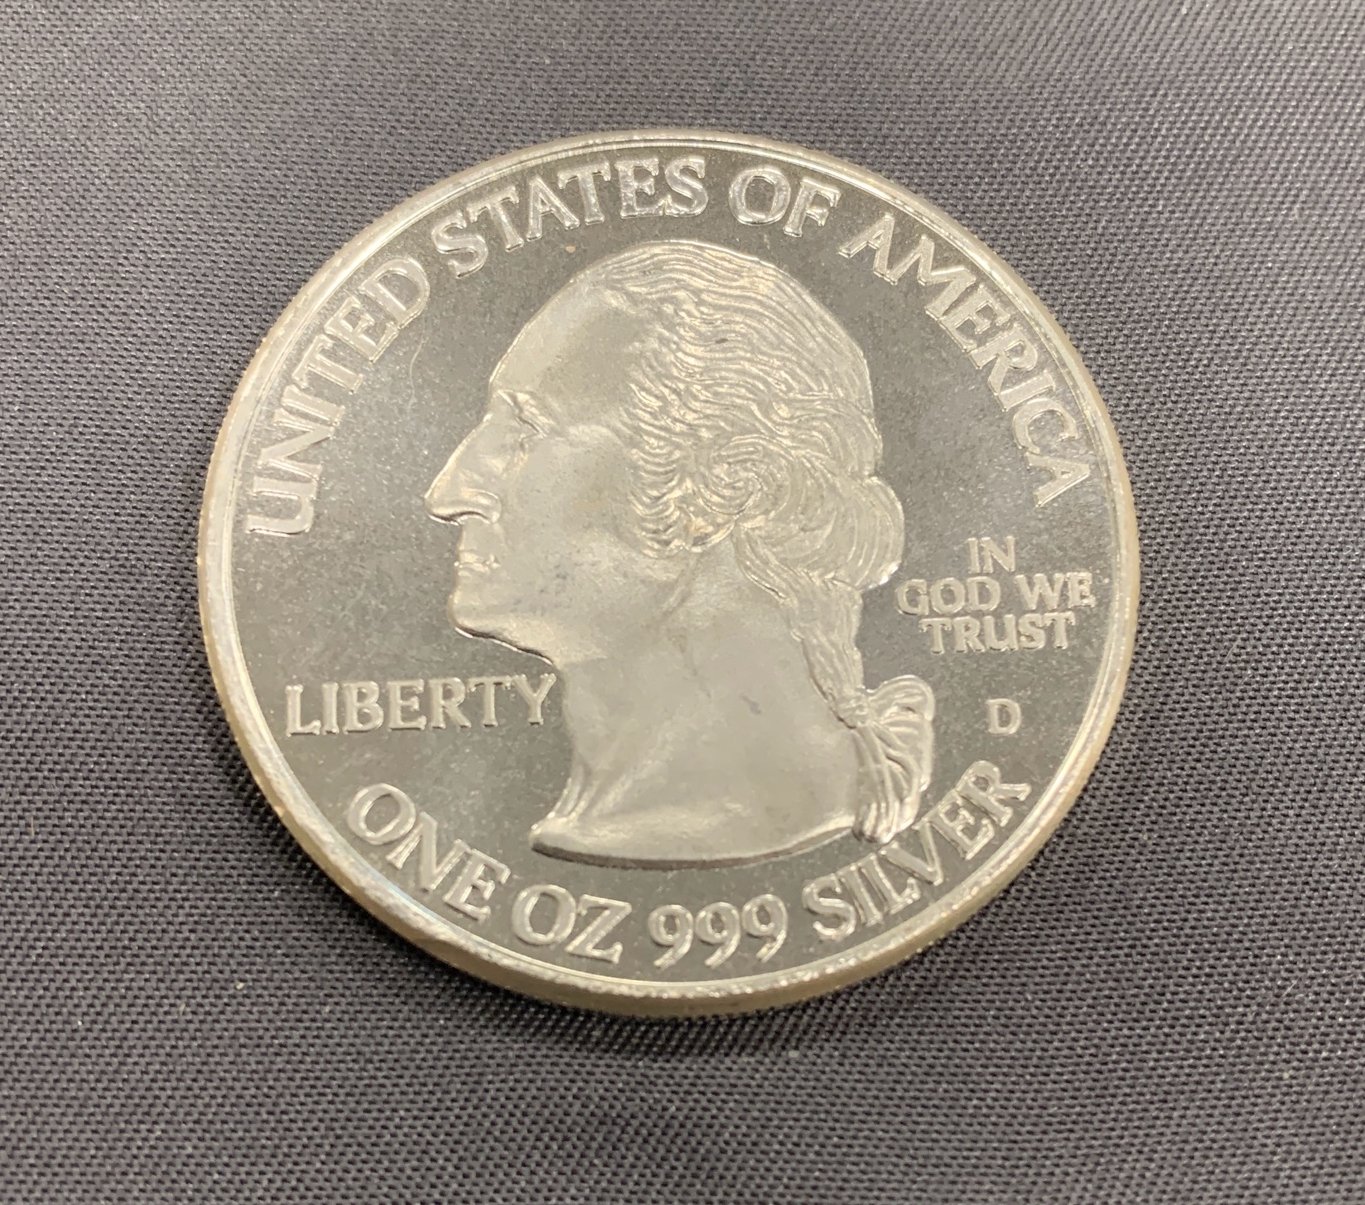 UNITED STATES OF AMERICA
LIBERTY
IN
GOD WE
TRUST
D
ONE OZ 999 SILVER